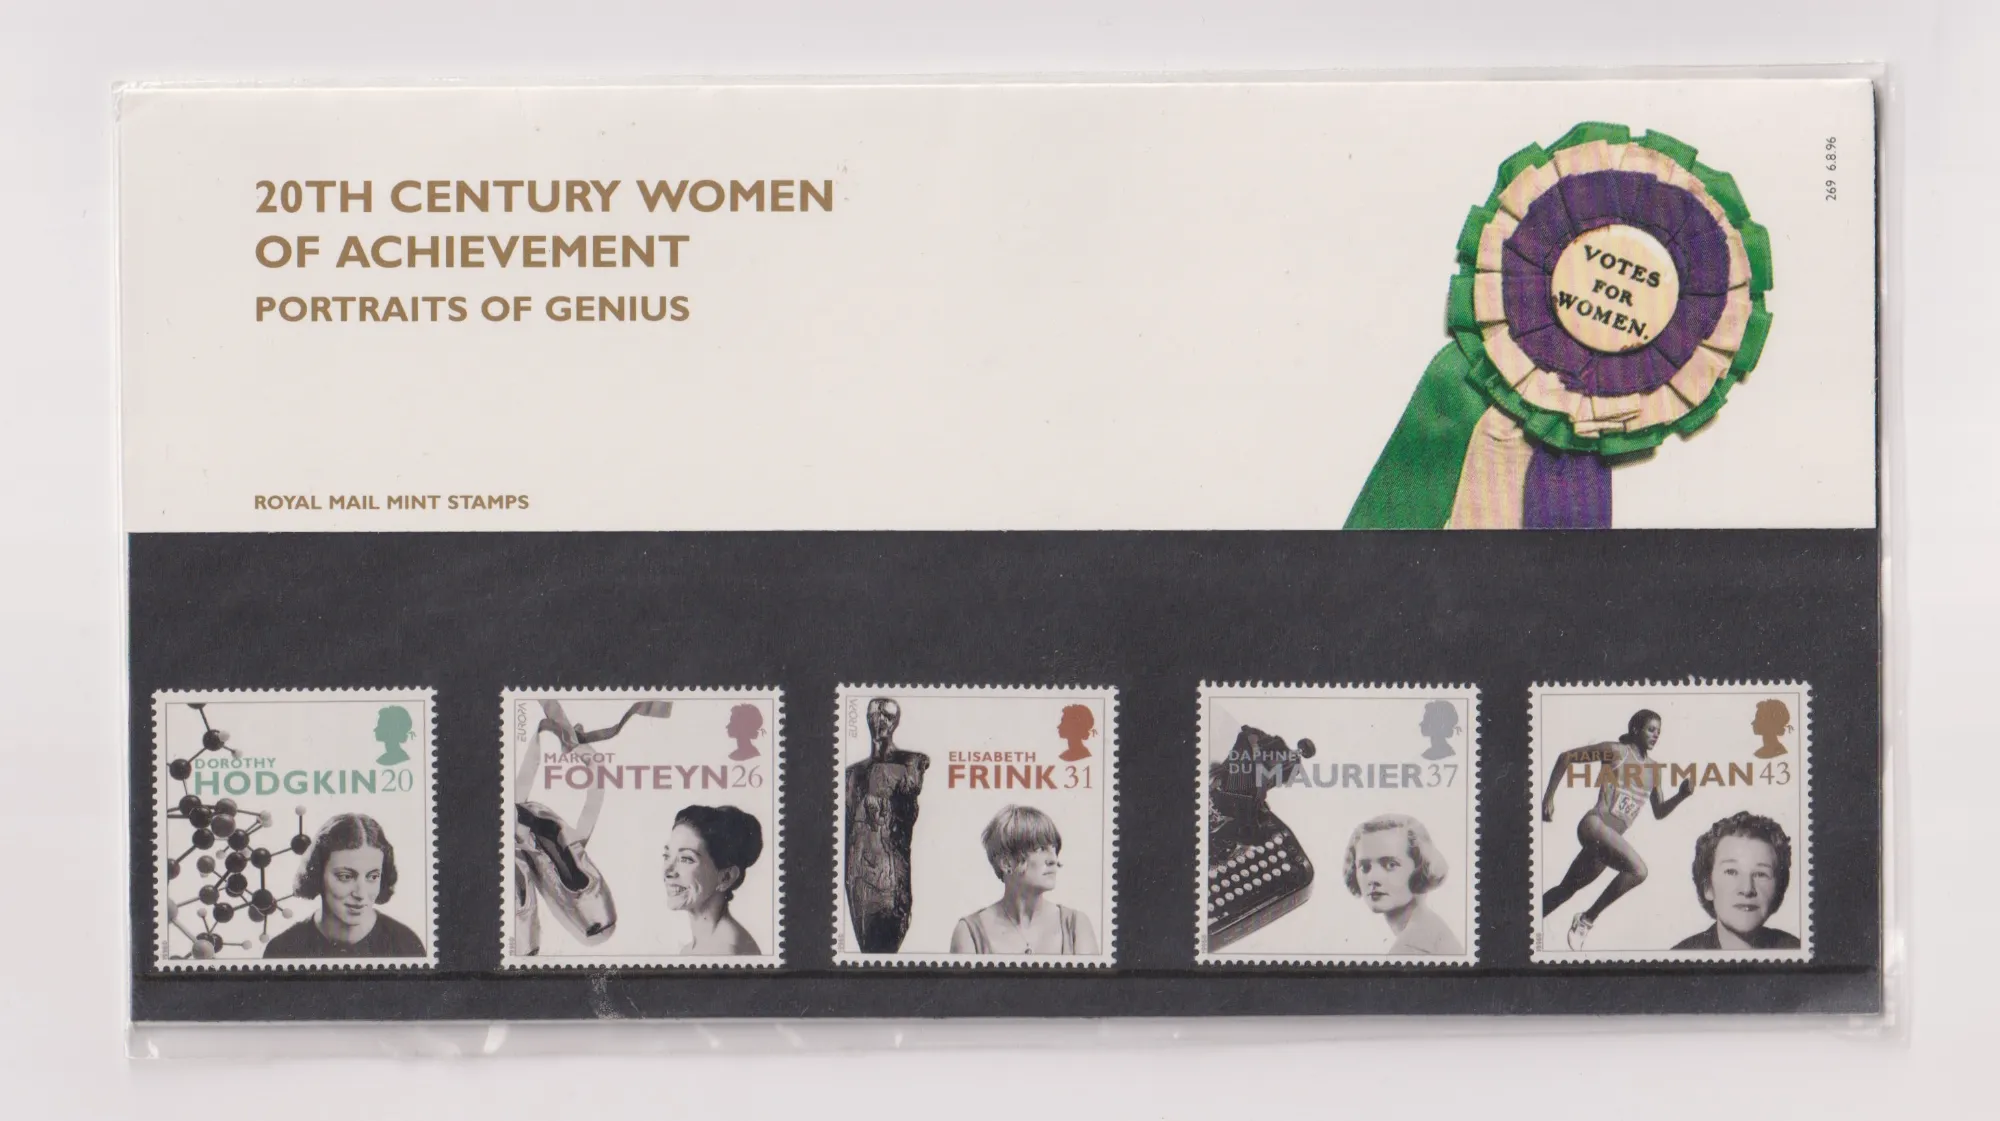 20TH CENTURY WOMEN
OF ACHIEVEMENT
PORTRAITS OF GENIUS
ROYAL MAIL MINT STAMPS
VOTES
FOR
WOMEN.
269 6.8.96
DOROTHY
HODGKIN 20
EUROPA
MARGOT
FONTEYN 26
EUROPA
ELISABETH
FRINK 31
DAPHNE
DU MAURIER 37
MAREA
HARTMAN 43